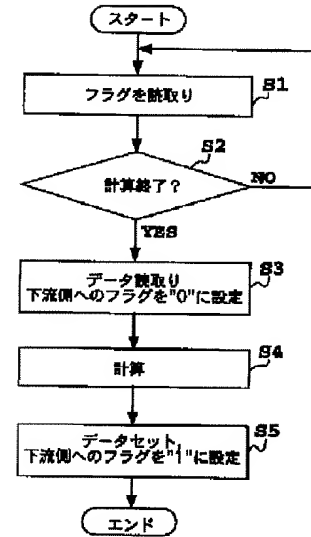 スタート
フラグを読取り
S1
計算終了？
S2
NO
YES
データ読取り
下流側へのフラグを"0"に設定
S3
計算
S4
データセット,
下流側へのフラグを"1"に設定
S5
エンド